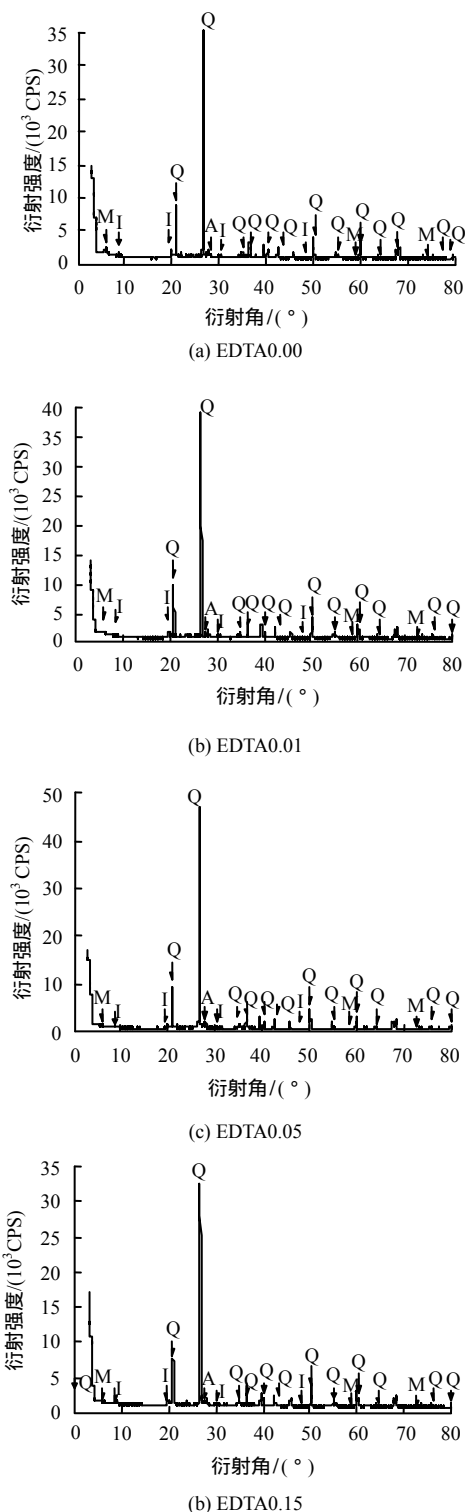 Q
35
30
25
20
15
10
5
0
衍射强度/(10³ CPS)
M I I Q A I Q Q Q Q I Q Q M Q Q Q M Q Q
0 10 20 30 40 50 60 70 80
衍射角/( ° )
(a) EDTA0.00
Q
40
35
30
25
20
15
10
5
0
衍射强度/(10³ CPS)
M I I Q A I Q Q Q Q I Q Q M Q Q M Q Q
0 10 20 30 40 50 60 70 80
衍射角/( ° )
(b) EDTA0.01
Q
50
40
30
20
10
0
衍射强度/(10³ CPS)
M I I Q A I Q Q Q Q I Q Q M Q Q M Q Q
0 10 20 30 40 50 60 70 80
衍射角/( ° )
(c) EDTA0.05
Q
35
30
25
20
15
10
5
0
衍射强度/(10³CPS)
Q M I I Q A I Q Q Q Q I Q Q M Q Q M Q Q
0 10 20 30 40 50 60 70 80
衍射角/( ° )
(b) EDTA0.15